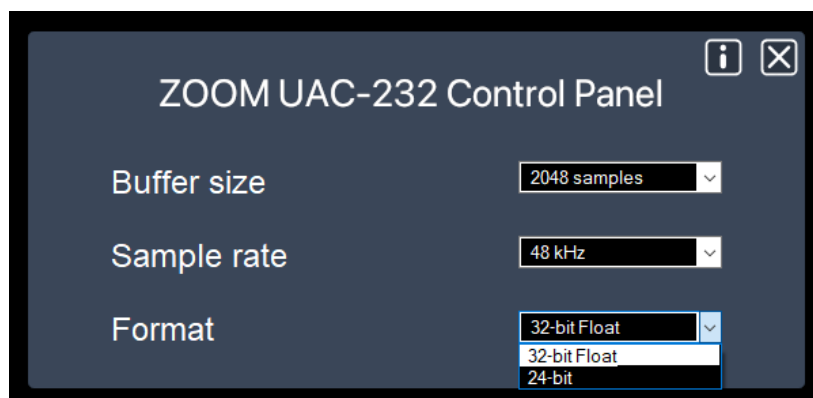 ZOOM UAC-232 Control Panel
Buffer size
2048 samples
Sample rate
48 kHz
Format
32-bit Float
32-bit Float
24-bit